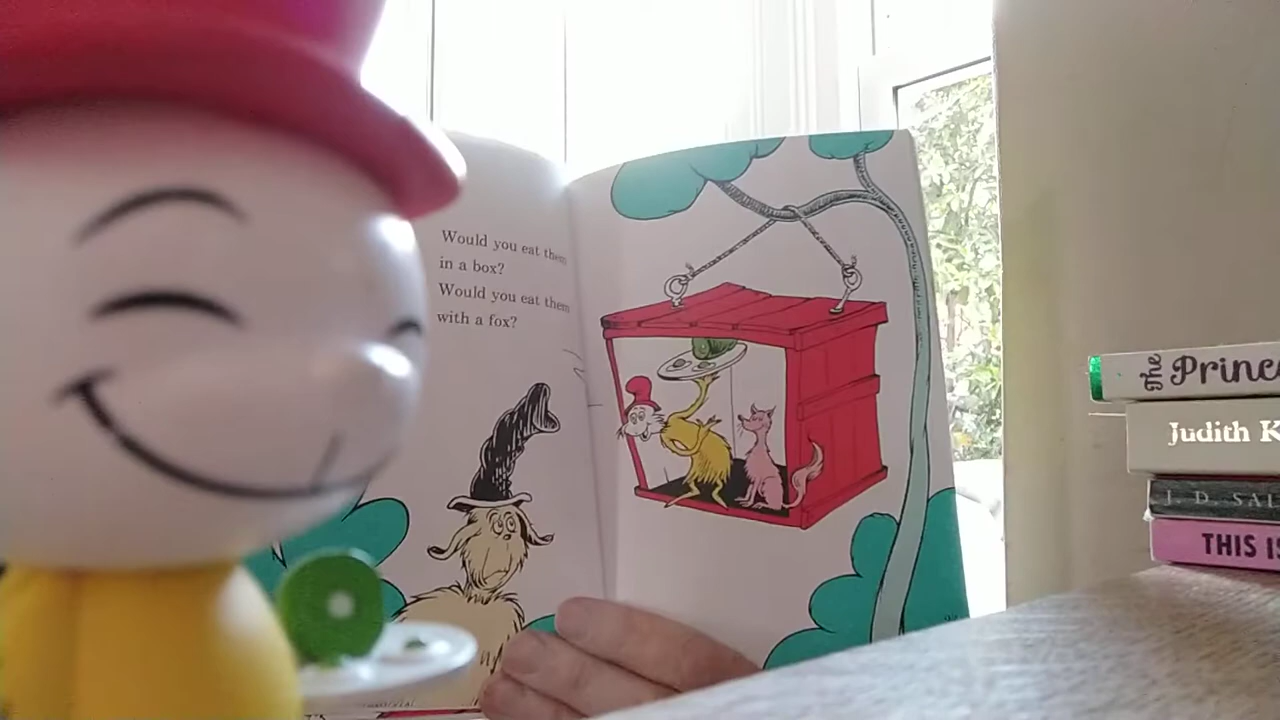 Would you eat them
in a box?
Would you eat them
with a fox?
The Prince
Judith K
J. D. SAL
THIS IS